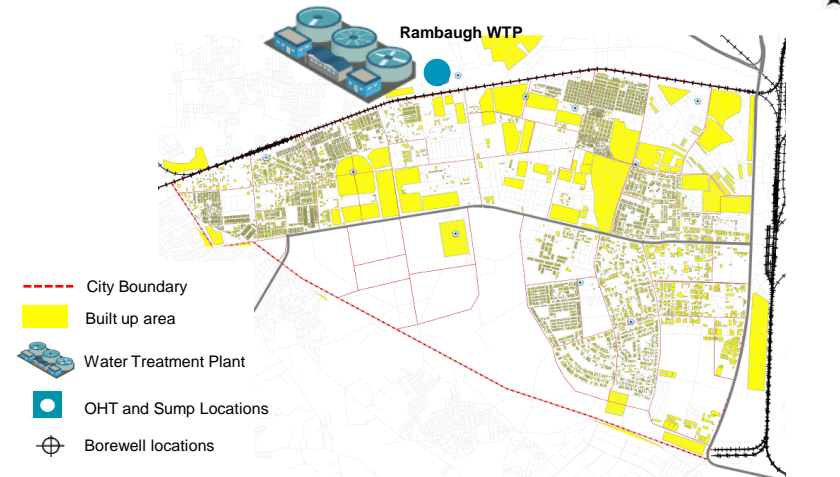 Rambaugh WTP
City Boundary
Built up area
Water Treatment Plant
OHT and Sump Locations
Borewell locations